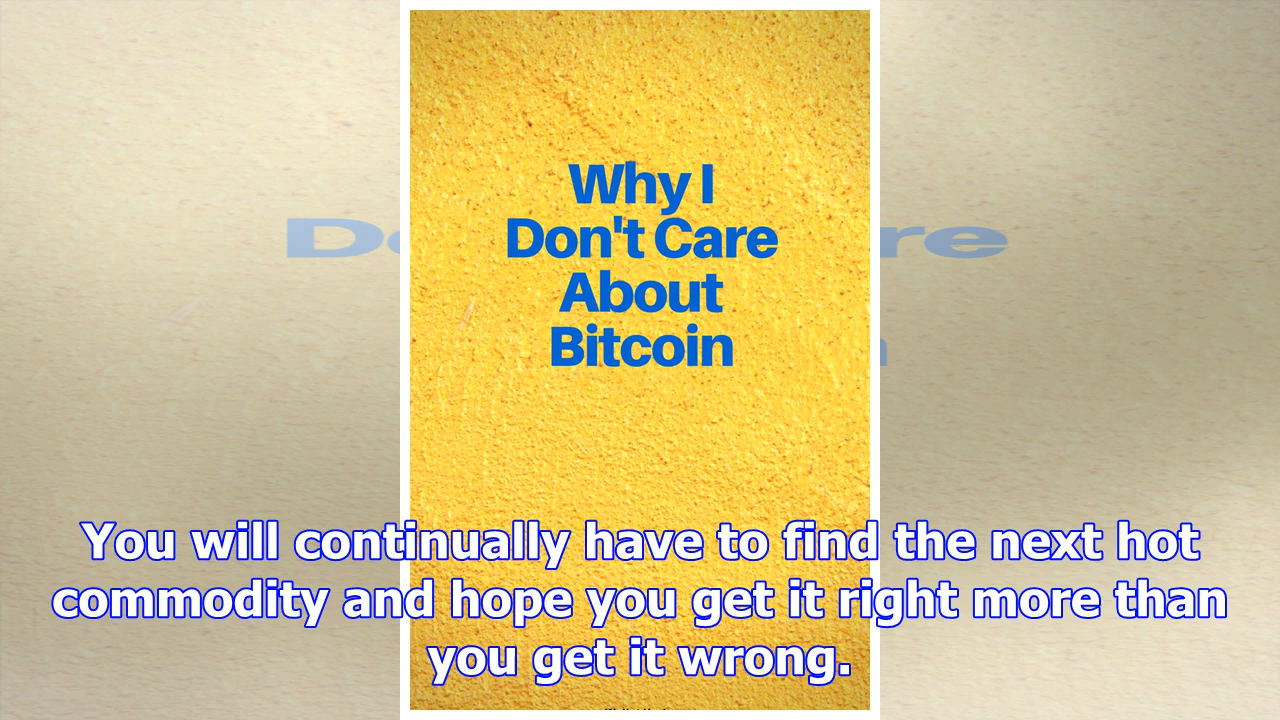 Why I
Don't Care
About
Bitcoin
You will continually have to find the next hot
commodity and hope you get it right more than
you get it wrong.